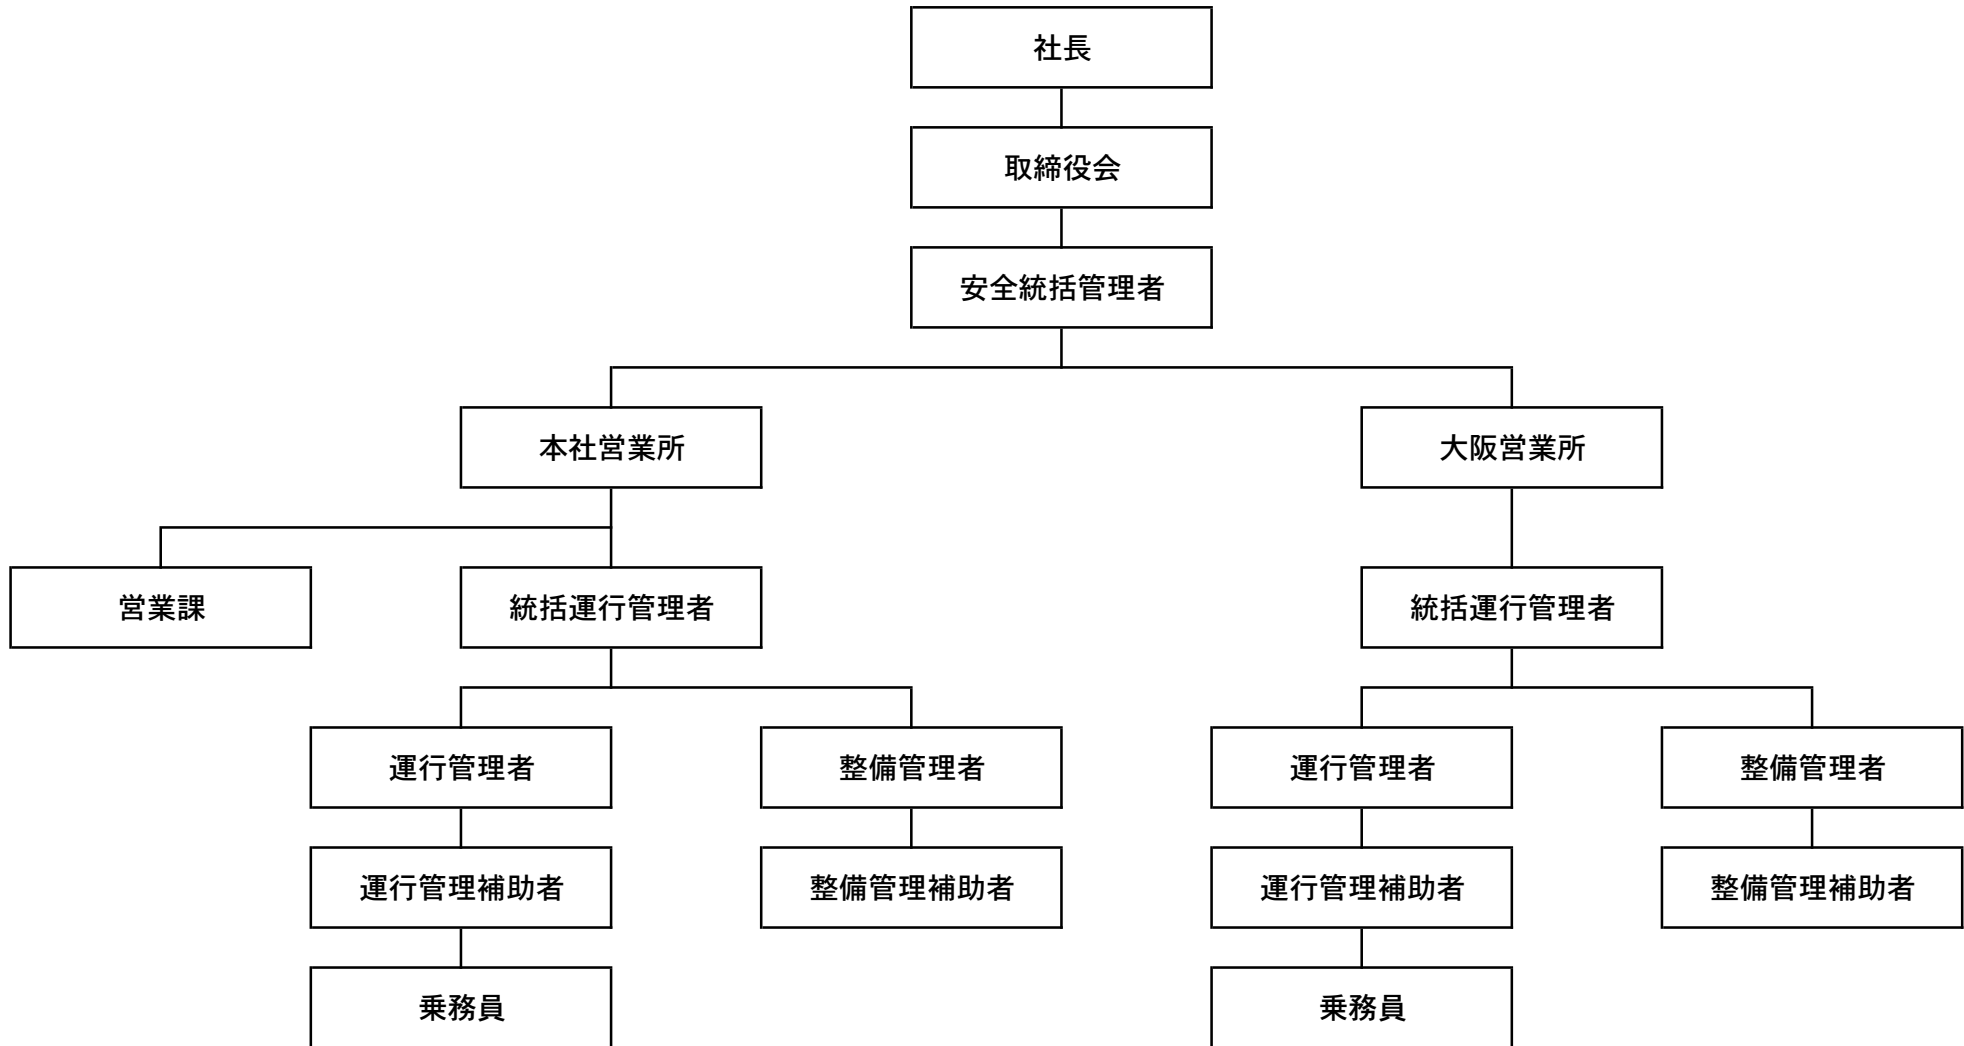 社長
取締役会
安全統括管理者
本社営業所
大阪営業所
営業課
統括運行管理者
統括運行管理者
運行管理者
整備管理者
運行管理者
整備管理者
運行管理補助者
整備管理補助者
運行管理補助者
整備管理補助者
乗務員
乗務員